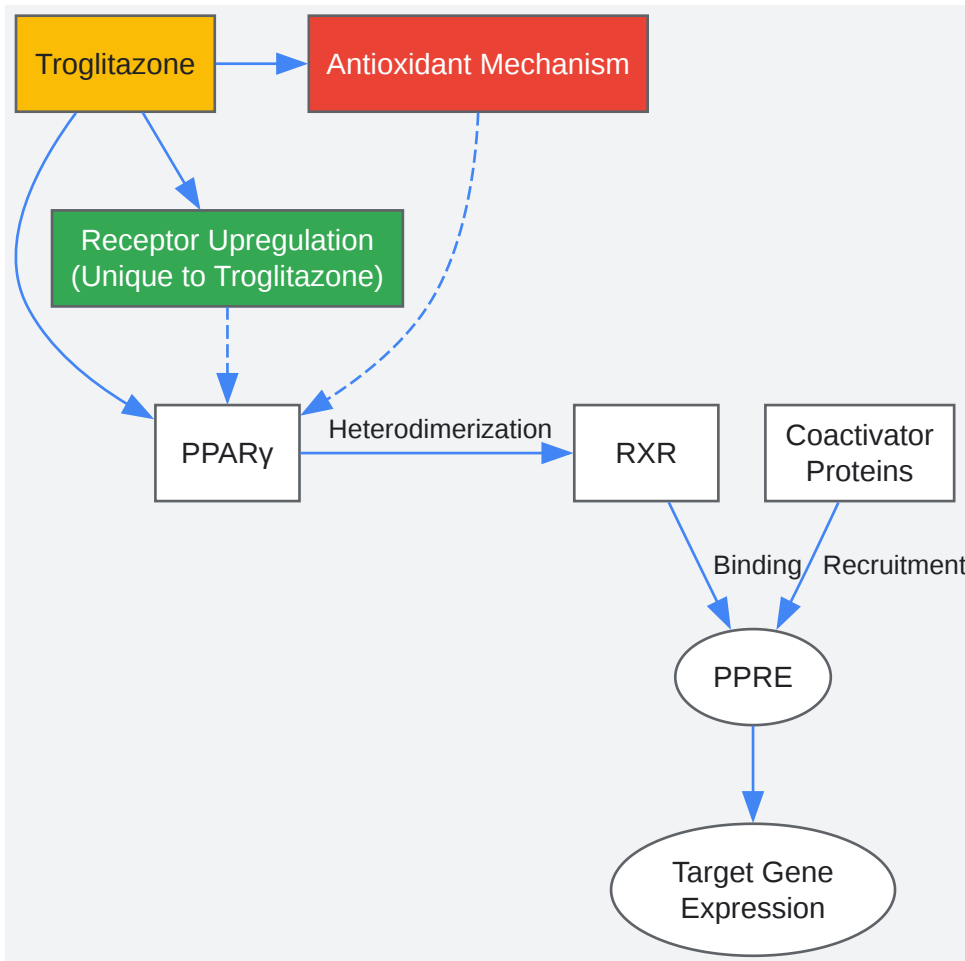 Troglitazone
Antioxidant Mechanism
Receptor Upregulation
(Unique to Troglitazone)
PPARγ
Heterodimerization
RXR
Coactivator
Proteins
Binding
Recruitment
PPRE
Target Gene
Expression